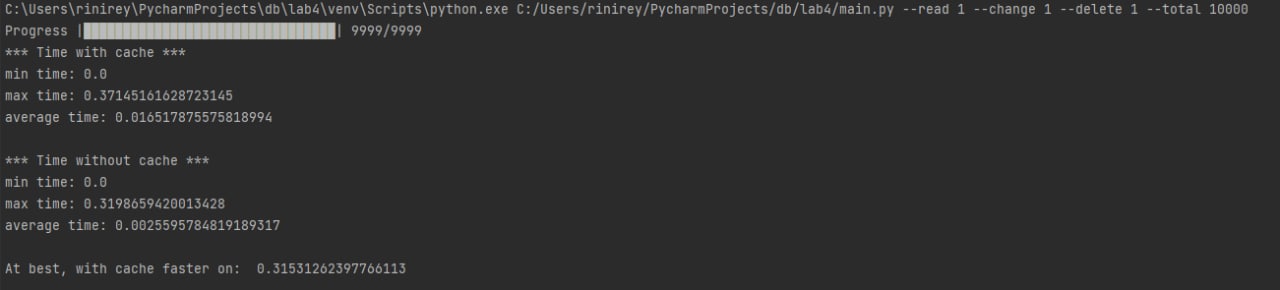 C:\Users\rinirey\PycharmProjects\db\lab4\venv\Scripts\python.exe C:/Users/rinirey/PycharmProjects/db/lab4/main.py --read 1 --change 1 --delete 1 --total 10000
Progress |████████████████████████████████| 9999/9999
*** Time with cache ***
min time: 0.0
max time: 0.37145161628723145
average time: 0.016517875575818994
*** Time without cache ***
min time: 0.0
max time: 0.3198659420013428
average time: 0.0025595784819189317
At best, with cache faster on:  0.31531262397766113